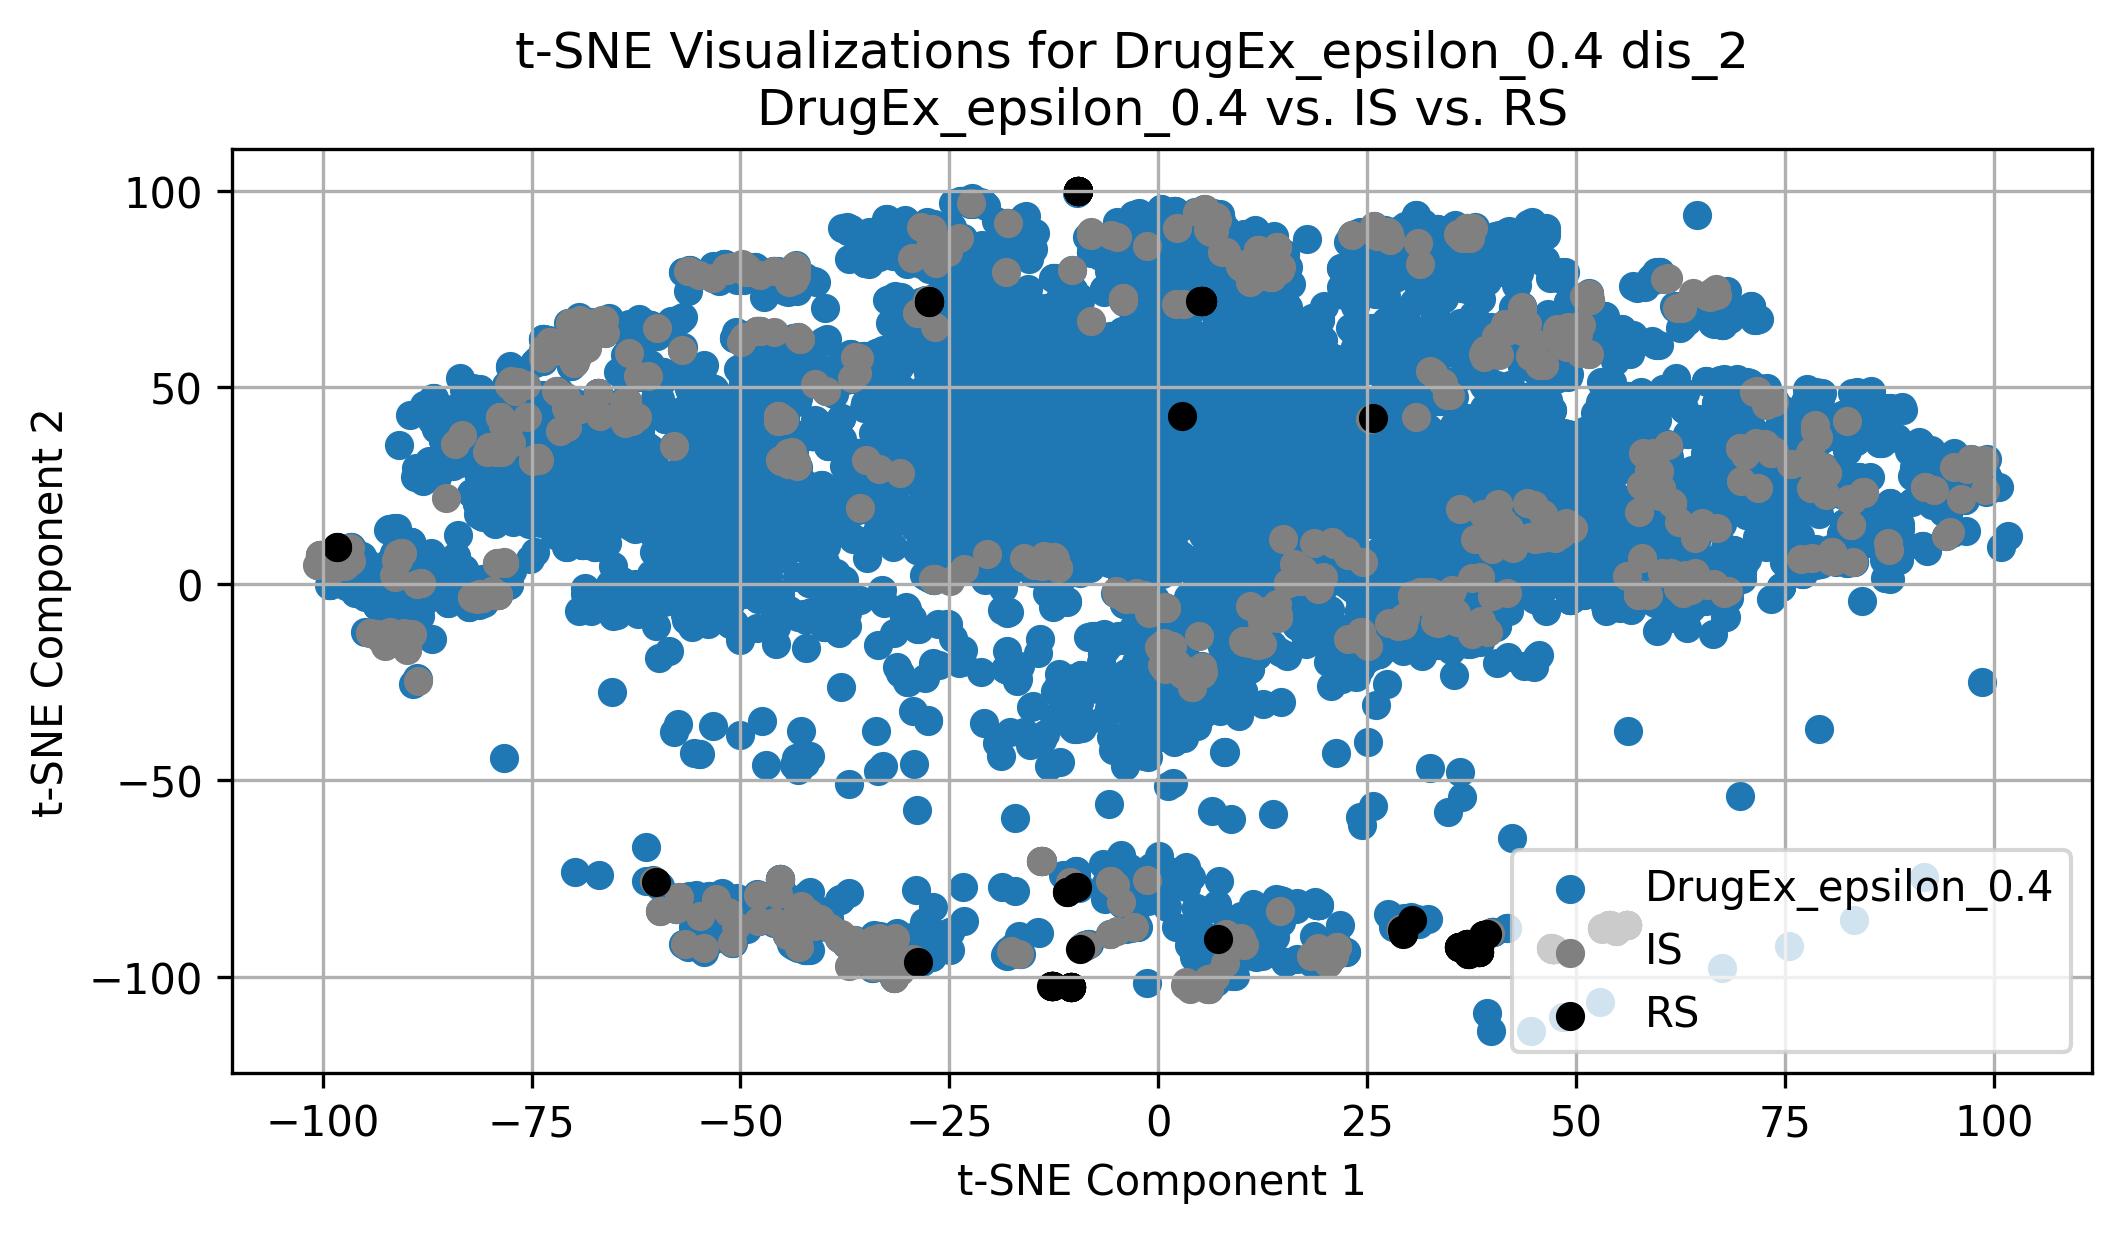 t-SNE Visualizations for DrugEx_epsilon_0.4 dis_2
DrugEx_epsilon_0.4 vs. IS vs. RS
t-SNE Component 2
100
50
0
−50
−100
DrugEx_epsilon_0.4
IS
RS
−100
−75
−50
−25
0
25
50
75
100
t-SNE Component 1